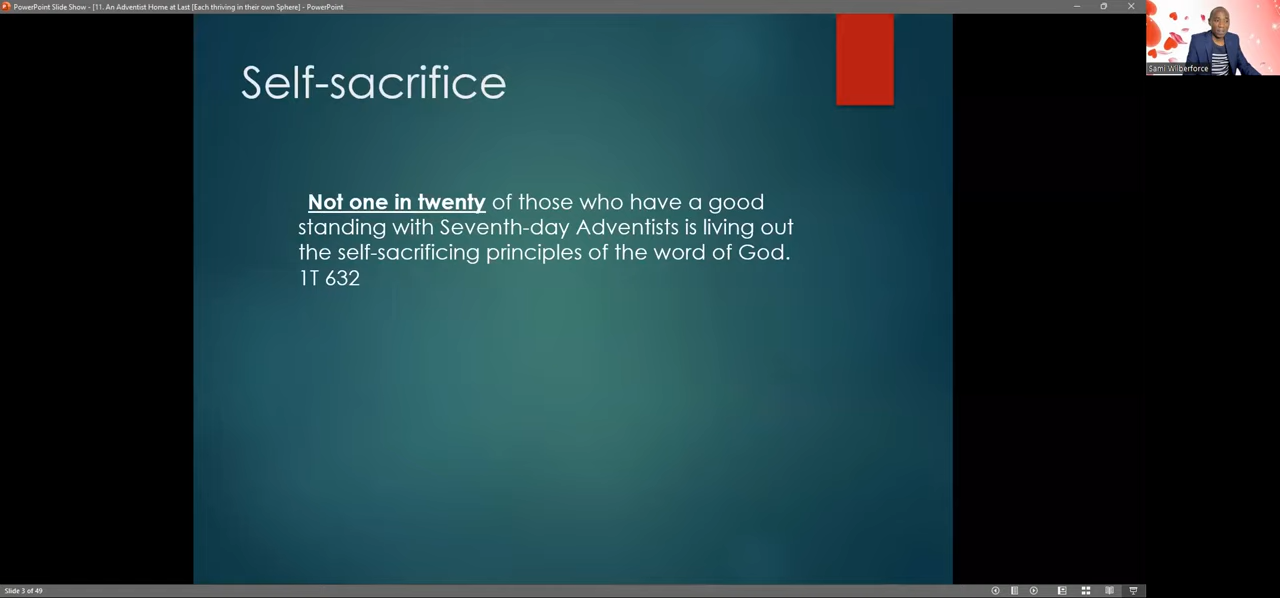 PowerPoint Slide Show - [11. An Adventist Home at Last [Each thriving in their own Sphere] - PowerPoint
Sami Wilberforce
Self-sacrifice
Not one in twenty of those who have a good
standing with Seventh-day Adventists is living out
the self-sacrificing principles of the word of God.
1T 632
Slide 3 of 49